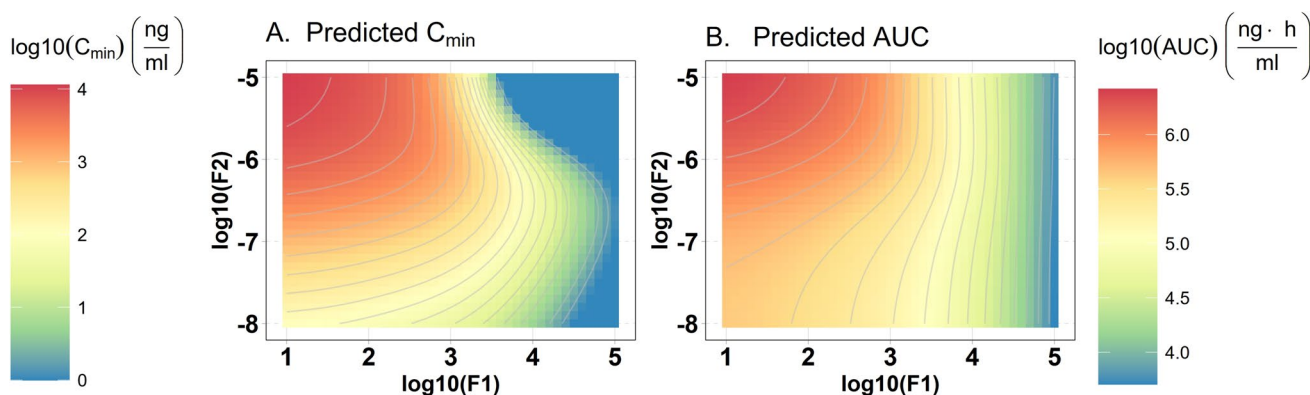 log10(Cmin) (ng/ml)
4
3
2
1
0
A. Predicted Cmin
-5
-6
-7
-8
log10(F2)
1 2 3 4 5
log10(F1)
B. Predicted AUC
-5
-6
-7
-8
log10(F2)
1 2 3 4 5
log10(F1)
log10(AUC) (ng · h/ml)
6.0
5.5
5.0
4.5
4.0